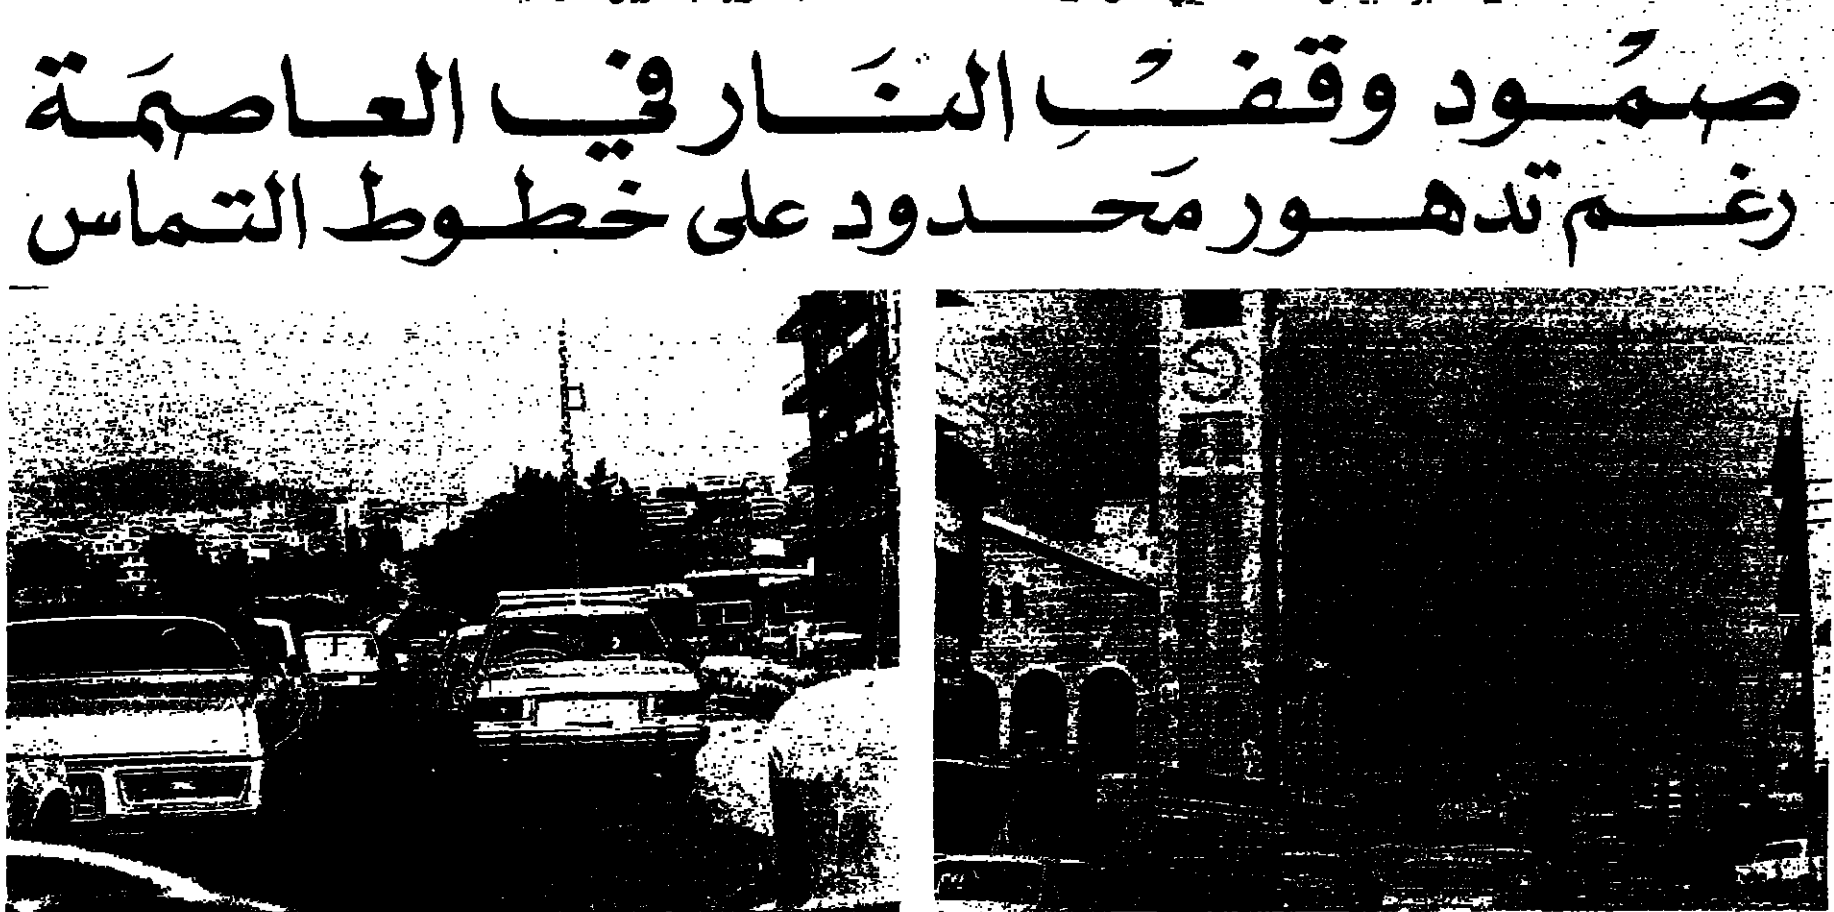 صمود وقف النار في العاصمة
رغم تدهور محدود على خطوط التماس